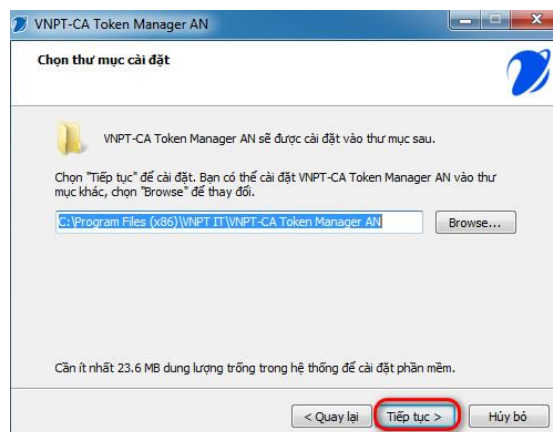 VNPT-CA Token Manager AN
Chọn thư mục cài đặt
VNPT-CA Token Manager AN sẽ được cài đặt vào thư mục sau.
Chọn "Tiếp tục" để cài đặt. Bạn có thể cài đặt VNPT-CA Token Manager AN vào thư
mục khác, chọn "Browse" để thay đổi.
C:\Program Files (x86)\VNPT IT\VNPT-CA Token Manager AN
Browse...
Cần ít nhất 23.6 MB dung lượng trống trong hệ thống để cài đặt phần mềm.
< Quay lại
Tiếp tục >
Hủy bỏ